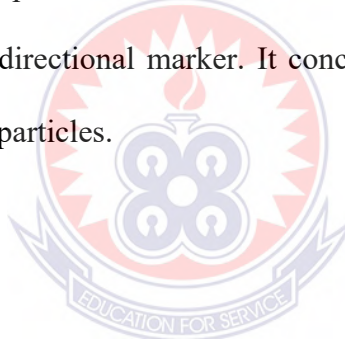 directional marker. It conc
particles.
EDUCATION FOR SERVICE